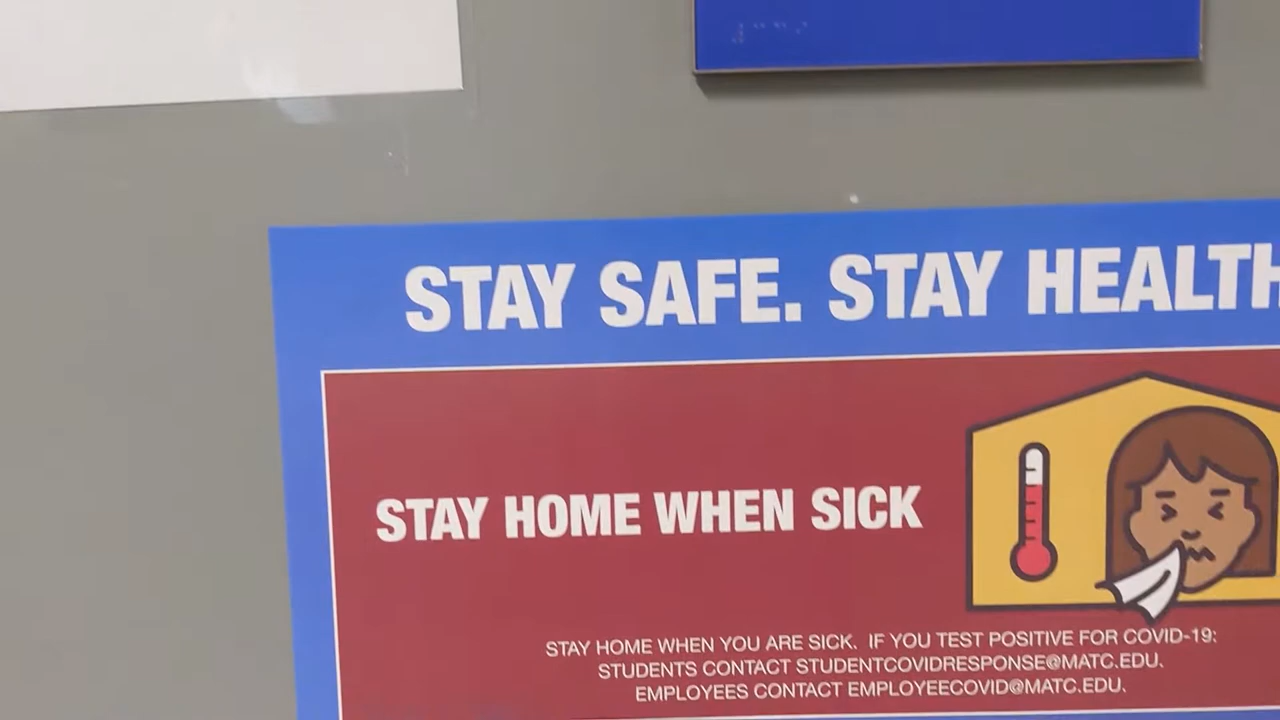 STAY SAFE. STAY HEALTH
STAY HOME WHEN SICK
STAY HOME WHEN YOU ARE SICK. IF YOU TEST POSITIVE FOR COVID-19:
STUDENTS CONTACT STUDENTCOVIDRESPONSE@MATC.EDU.
EMPLOYEES CONTACT EMPLOYEECOVID@MATC.EDU.